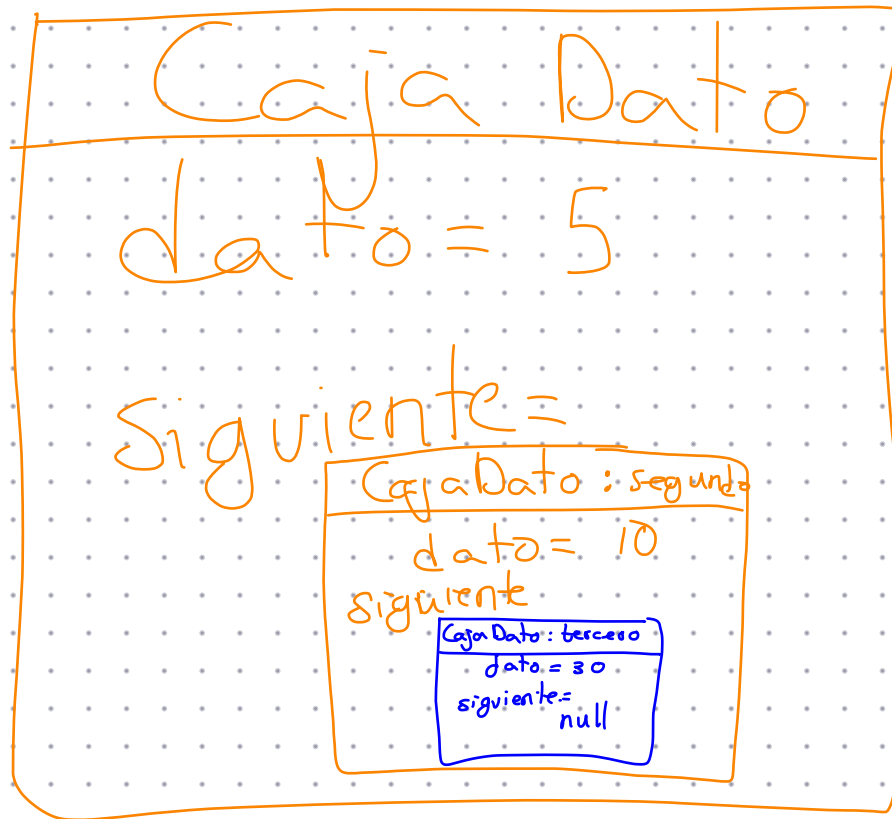 Caja Dato
dato = 5
siguiente =
CajaDato : segundo
dato = 10
siguiente
CajaDato : tercero
dato = 30
siguiente =
null